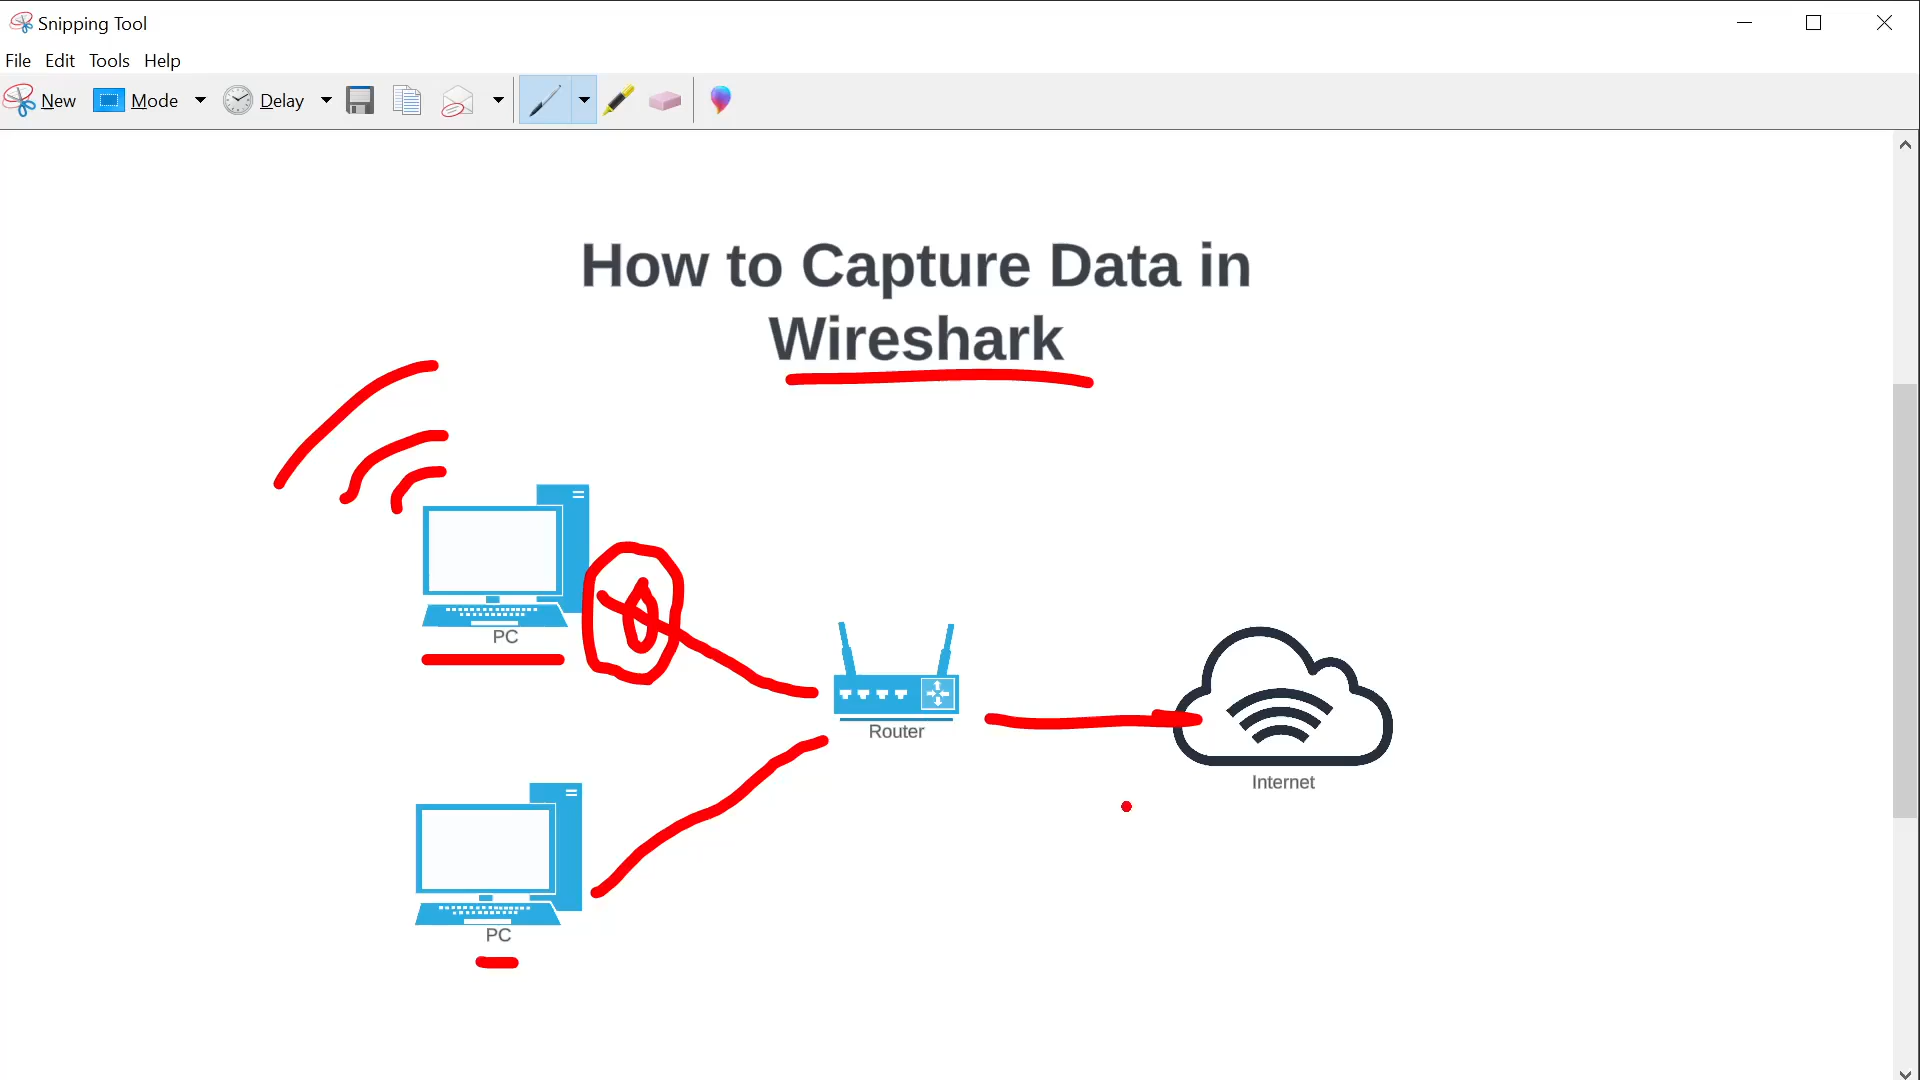 Snipping Tool
File Edit Tools Help
New Mode Delay
How to Capture Data in
Wireshark
PC
Router
Internet
PC